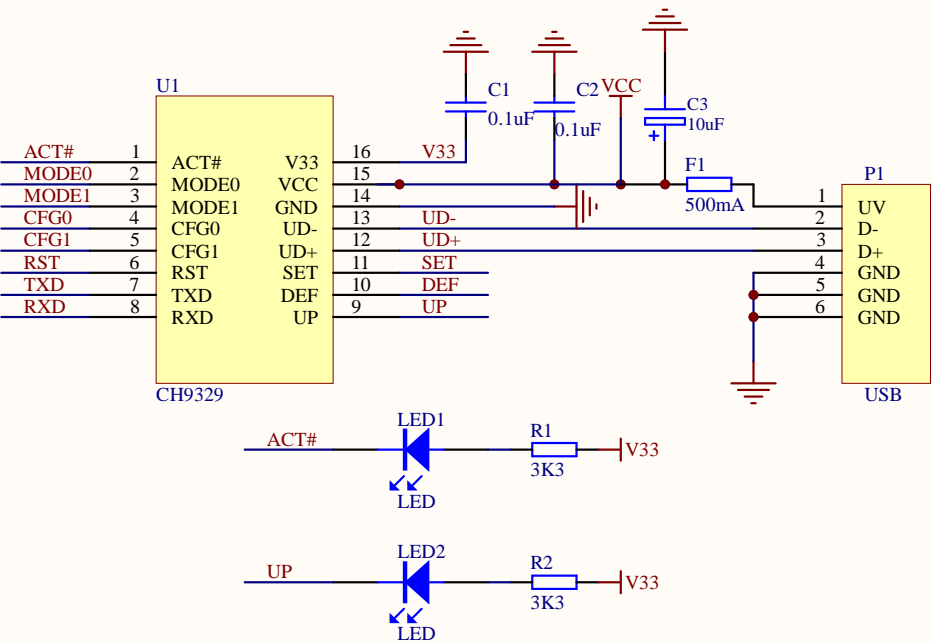 U1
C1
0.1uF
C2
0.1uF
VCC
C3
10uF
F1
500mA
P1
ACT# 1 ACT# V33 16 V33
MODE0 2 MODE0 VCC 15
MODE1 3 MODE1 GND 14
CFG0 4 CFG0 UD- 13 UD-
CFG1 5 CFG1 UD+ 12 UD+
RST 6 RST SET 11 SET
TXD 7 TXD DEF 10 DEF
RXD 8 RXD UP 9 UP
1 UV
2 D-
3 D+
4 GND
5 GND
6 GND
CH9329
USB
LED1
ACT#
R1
V33
3K3
LED
LED2
UP
R2
V33
3K3
LED